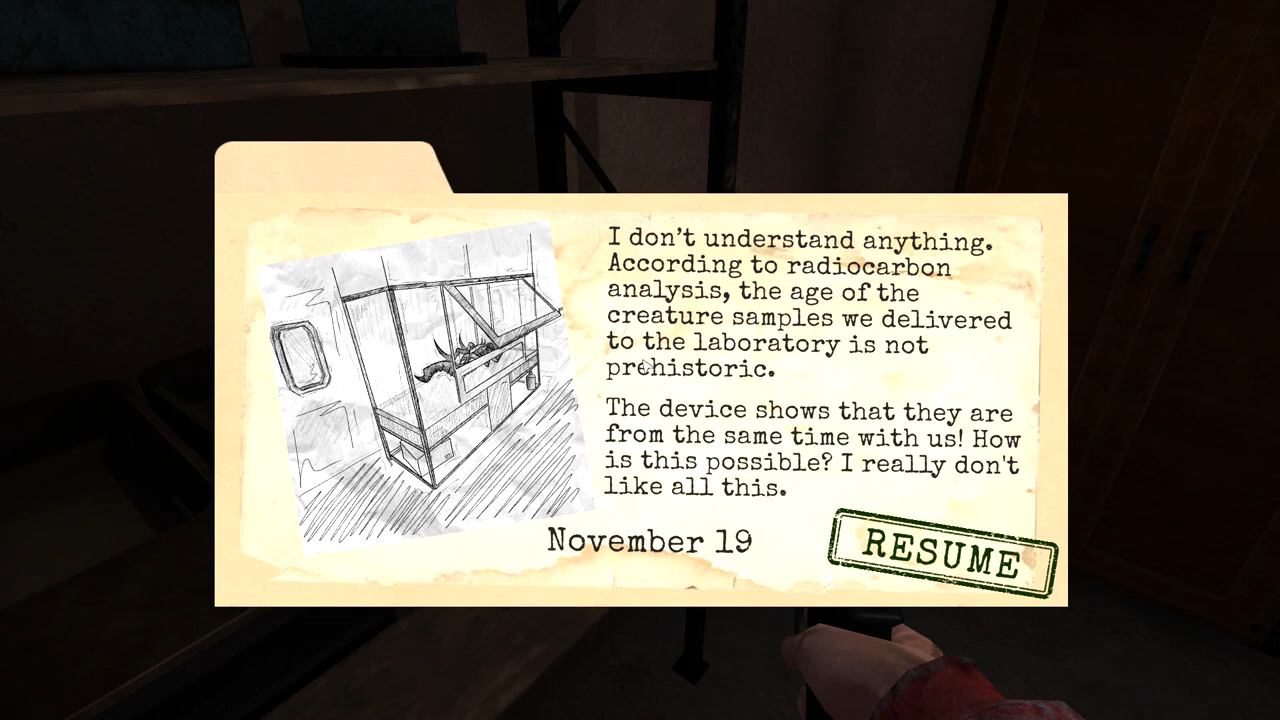 I don't understand anything.
According to radiocarbon
analysis, the age of the
creature samples we delivered
to the laboratory is not
prehistoric.
The device shows that they are
from the same time with us! How
is this possible? I really don't
like all this.
November 19
RESUME